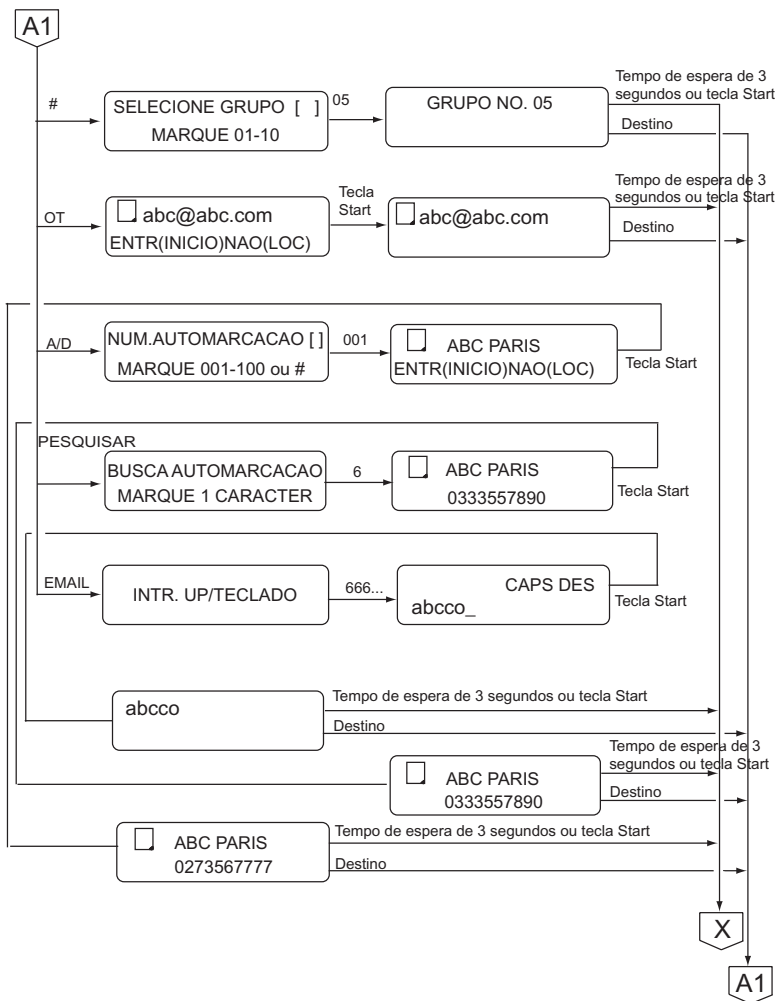 A1
Tempo de espera de 3
segundos ou tecla Start
#
SELECIONE GRUPO [ ]
MARQUE 01-10
05
GRUPO NO. 05
Destino
Tempo de espera de 3
segundos ou tecla Start
OT
abc@abc.com
ENTR(INICIO)NAO(LOC)
Tecla
Start
abc@abc.com
Destino
A/D
NUM.AUTOMARCACAO [ ]
MARQUE 001-100 ou #
001
ABC PARIS
ENTR(INICIO)NAO(LOC)
Tecla Start
PESQUISAR
BUSCA AUTOMARCACAO
MARQUE 1 CARACTER
6
ABC PARIS
0333557890
Tecla Start
EMAIL
INTR. UP/TECLADO
666...
CAPS DES
abcco_
Tecla Start
abcco
Tempo de espera de 3 segundos ou tecla Start
Destino
ABC PARIS
0333557890
Tempo de espera de 3
segundos ou tecla Start
Destino
ABC PARIS
0273567777
Tempo de espera de 3 segundos ou tecla Start
Destino
X
A1